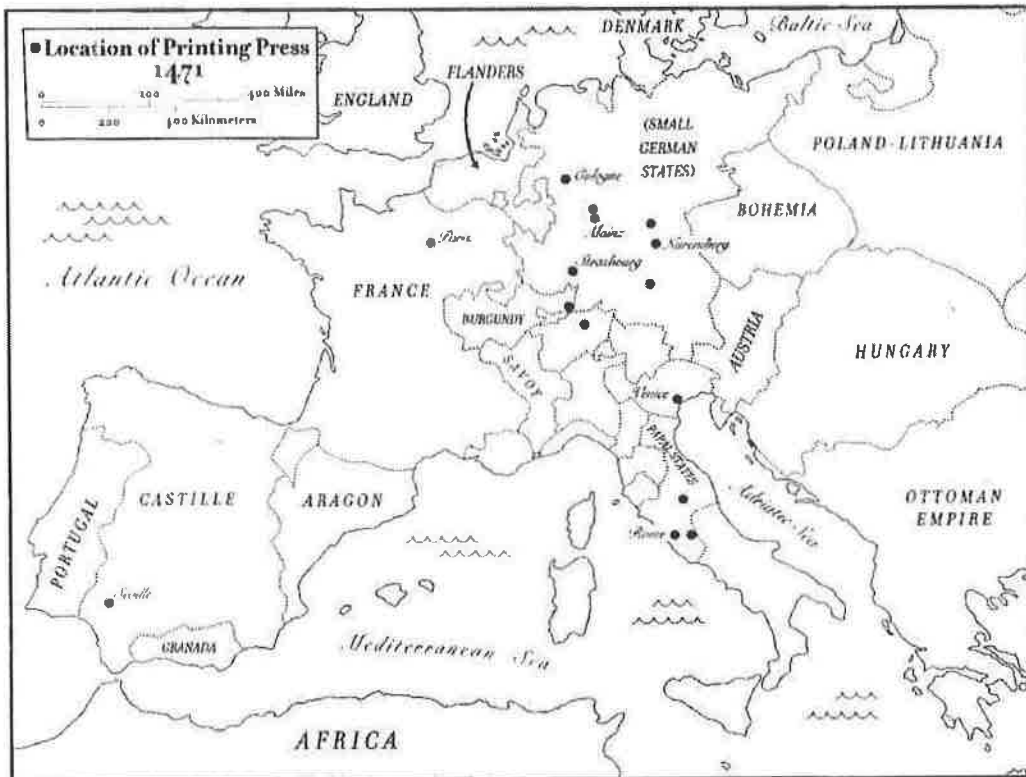 Location of Printing Press
1471
0 200 400 Miles
0 200 400 Kilometers
DENMARK
Baltic Sea
FLANDERS
ENGLAND
(SMALL
GERMAN
STATES)
POLAND-LITHUANIA
Cologne
BOHEMIA
Mainz
Nuremburg
Paris
Strasbourg
Atlantic Ocean
FRANCE
BURGUNDY
AUSTRIA
HUNGARY
SAVOY
Venice
PAPAL STATES
CASTILLE
ARAGON
Adriatic Sea
OTTOMAN
EMPIRE
PORTUGAL
Rome
Seville
GRANADA
Mediterranean Sea
AFRICA